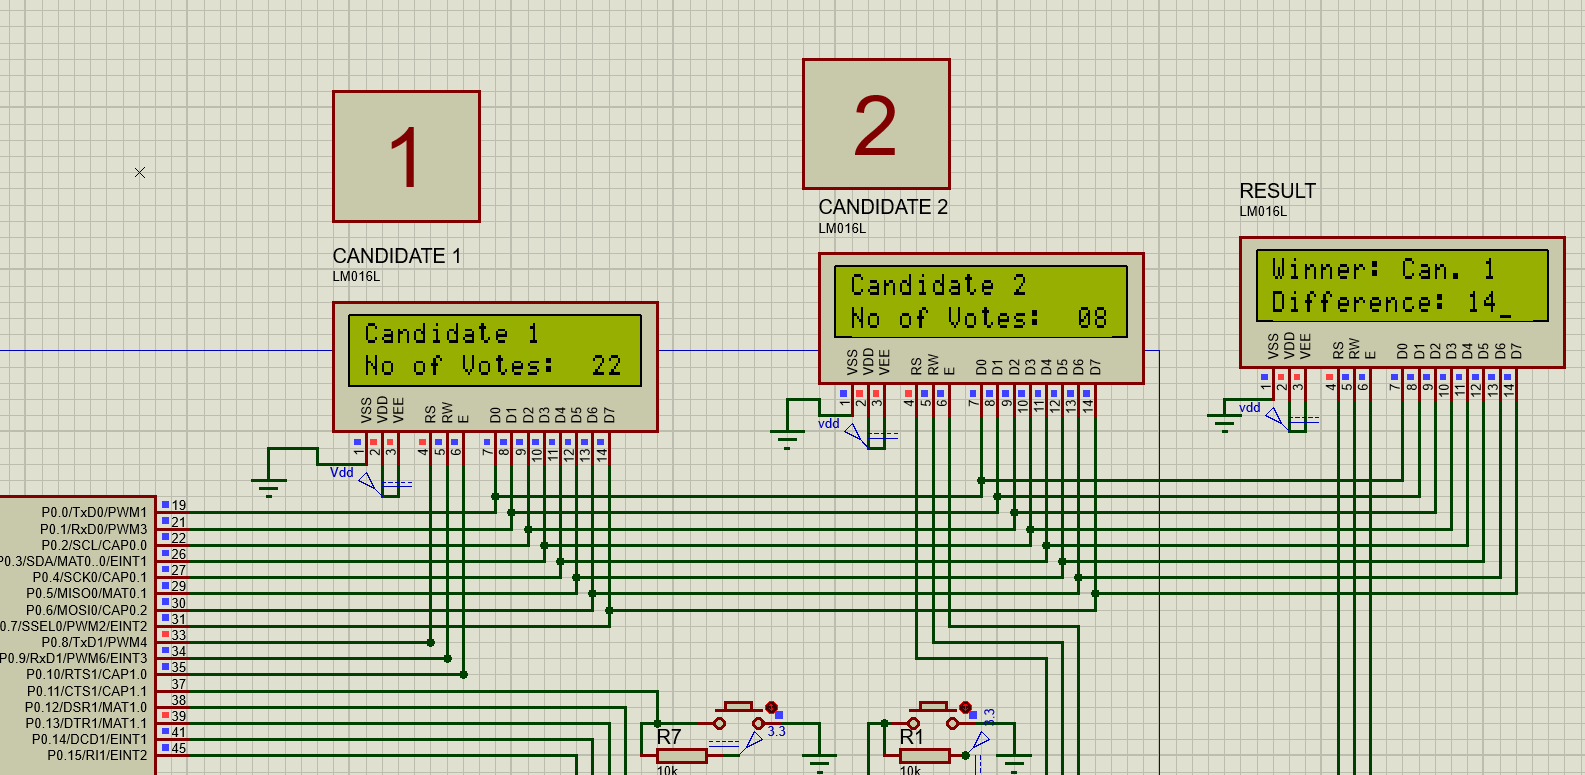 1
2
CANDIDATE 1
LM016L
Candidate 1
No of Votes: 22
VSS VDD VEE RS RW E D0 D1 D2 D3 D4 D5 D6 D7
1 2 3 4 5 6 7 8 9 10 11 12 13 14
Vdd
CANDIDATE 2
LM016L
Candidate 2
No of Votes: 08
VSS VDD VEE RS RW E D0 D1 D2 D3 D4 D5 D6 D7
1 2 3 4 5 6 7 8 9 10 11 12 13 14
vdd
RESULT
LM016L
Winner: Can. 1
Difference: 14_
VSS VDD VEE RS RW E D0 D1 D2 D3 D4 D5 D6 D7
1 2 3 4 5 6 7 8 9 10 11 12 13 14
vdd
P0.0/TxD0/PWM1 19
P0.1/RxD0/PWM3 21
P0.2/SCL/CAP0.0 22
P0.3/SDA/MAT0..0/EINT1 26
P0.4/SCK0/CAP0.1 27
P0.5/MISO0/MAT0.1 29
P0.6/MOSI0/CAP0.2 30
0.7/SSEL0/PWM2/EINT2 31
P0.8/TxD1/PWM4 33
P0.9/RxD1/PWM6/EINT3 34
P0.10/RTS1/CAP1.0 35
P0.11/CTS1/CAP1.1 37
P0.12/DSR1/MAT1.0 38
P0.13/DTR1/MAT1.1 39
P0.14/DCD1/EINT1 41
P0.15/RI1/EINT2 45
R7
10k
3.3
R1
10k
3.3